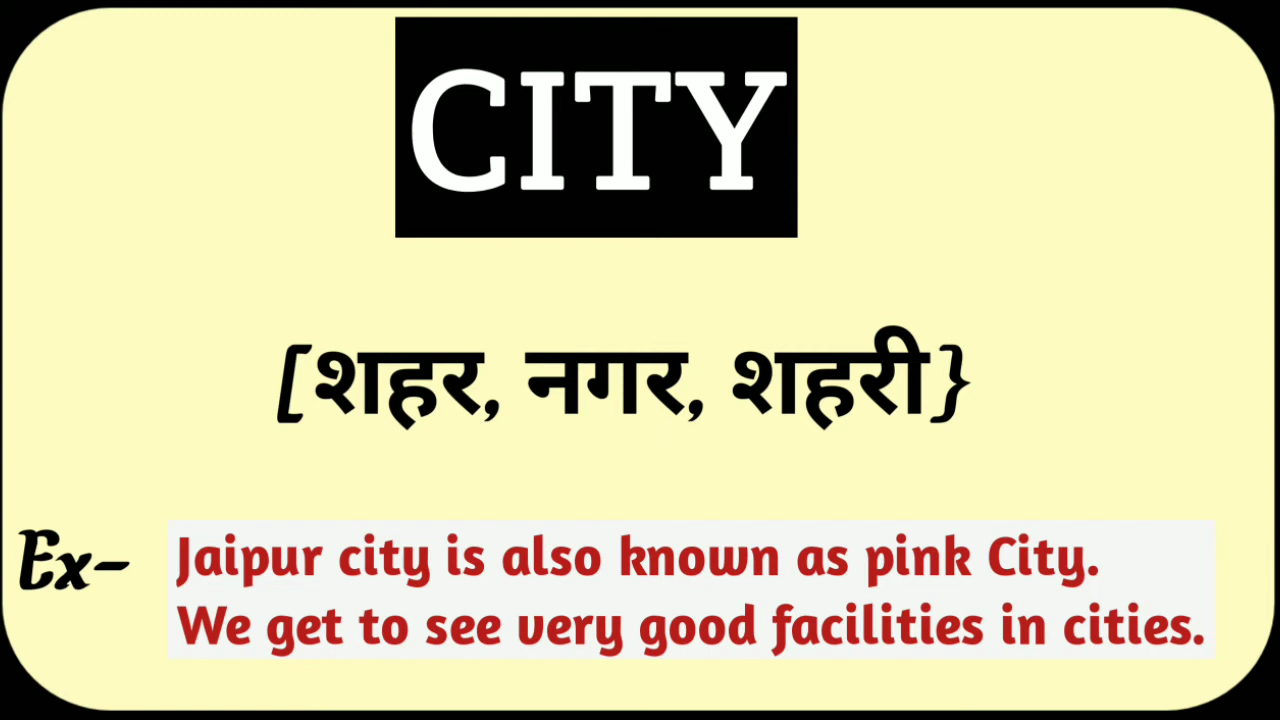 CITY
[शहर, नगर, शहरी}
Ex-
Jaipur city is also known as pink City.
We get to see very good facilities in cities.